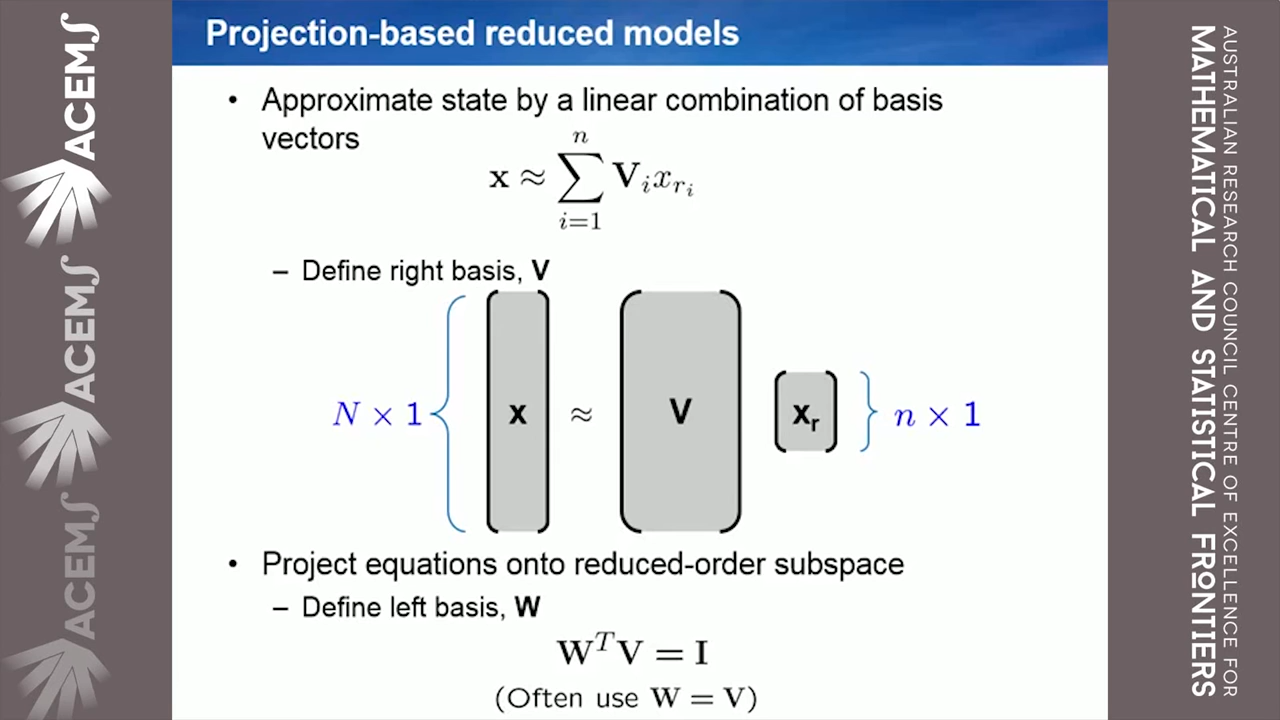 Projection-based reduced models
• Approximate state by a linear combination of basis
vectors
x ≈ ∑_{i=1}^{n} V_i x_{r_i}
– Define right basis, V
N × 1 { x ≈ V x_r } n × 1
• Project equations onto reduced-order subspace
– Define left basis, W
W^T V = I
(Often use W = V)
ACEMS
ACEMS
ACEMS
AUSTRALIAN RESEARCH COUNCIL CENTRE OF EXCELLENCE FOR
MATHEMATICAL AND STATISTICAL FRONTIERS